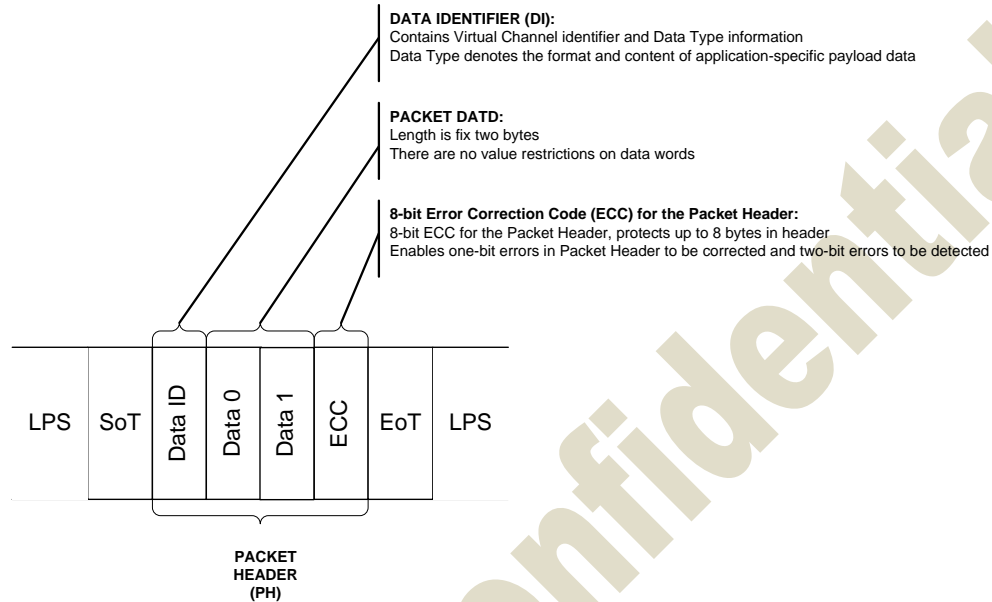 DATA IDENTIFIER (DI):
Contains Virtual Channel identifier and Data Type information
Data Type denotes the format and content of application-specific payload data
PACKET DATD:
Length is fix two bytes
There are no value restrictions on data words
8-bit Error Correction Code (ECC) for the Packet Header:
8-bit ECC for the Packet Header, protects up to 8 bytes in header
Enables one-bit errors in Packet Header to be corrected and two-bit errors to be detected
LPS
SoT
Data ID
Data 0
Data 1
ECC
EoT
LPS
PACKET
HEADER
(PH)
onfidential